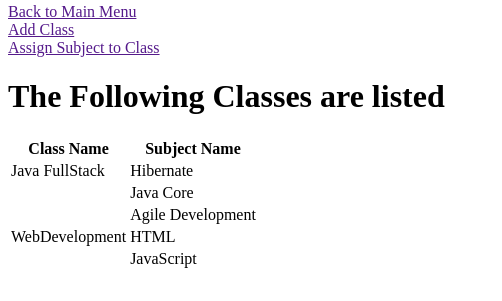 Back to Main Menu
Add Class
Assign Subject to Class
The Following Classes are listed
Class Name Subject Name
Java FullStack Hibernate
Java Core
Agile Development
WebDevelopment HTML
JavaScript